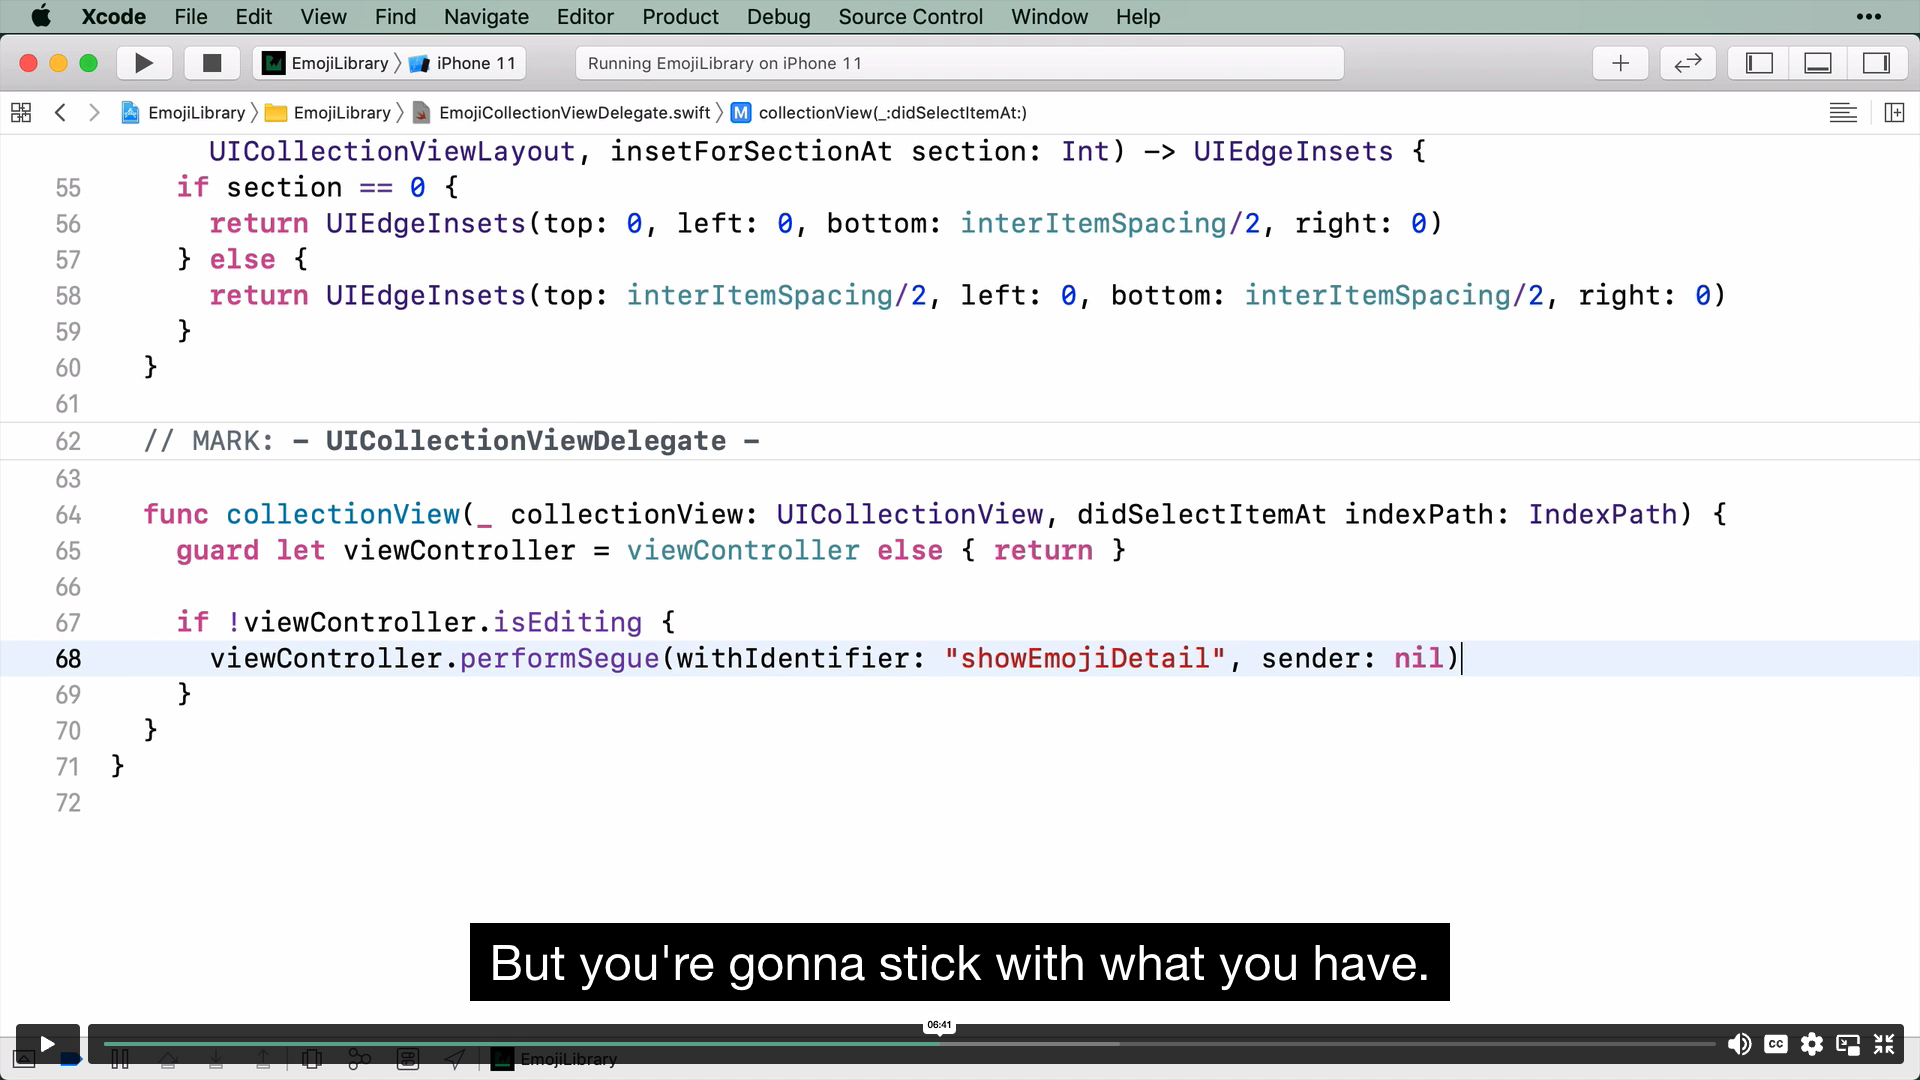 Xcode File Edit View Find Navigate Editor Product Debug Source Control Window Help
EmojiLibrary iPhone 11 Running EmojiLibrary on iPhone 11
EmojiLibrary EmojiLibrary EmojiCollectionViewDelegate.swift M collectionView(_:didSelectItemAt:)
UICollectionViewLayout, insetForSectionAt section: Int) -> UIEdgeInsets {
55 if section == 0 {
56 return UIEdgeInsets(top: 0, left: 0, bottom: interItemSpacing/2, right: 0)
57 } else {
58 return UIEdgeInsets(top: interItemSpacing/2, left: 0, bottom: interItemSpacing/2, right: 0)
59 }
60 }
61
62 // MARK: - UICollectionViewDelegate -
63
64 func collectionView(_ collectionView: UICollectionView, didSelectItemAt indexPath: IndexPath) {
65 guard let viewController = viewController else { return }
66
67 if !viewController.isEditing {
68 viewController.performSegue(withIdentifier: "showEmojiDetail", sender: nil)
69 }
70 }
71 }
72
But you're gonna stick with what you have.
06:41
CC
EmojiLibrary